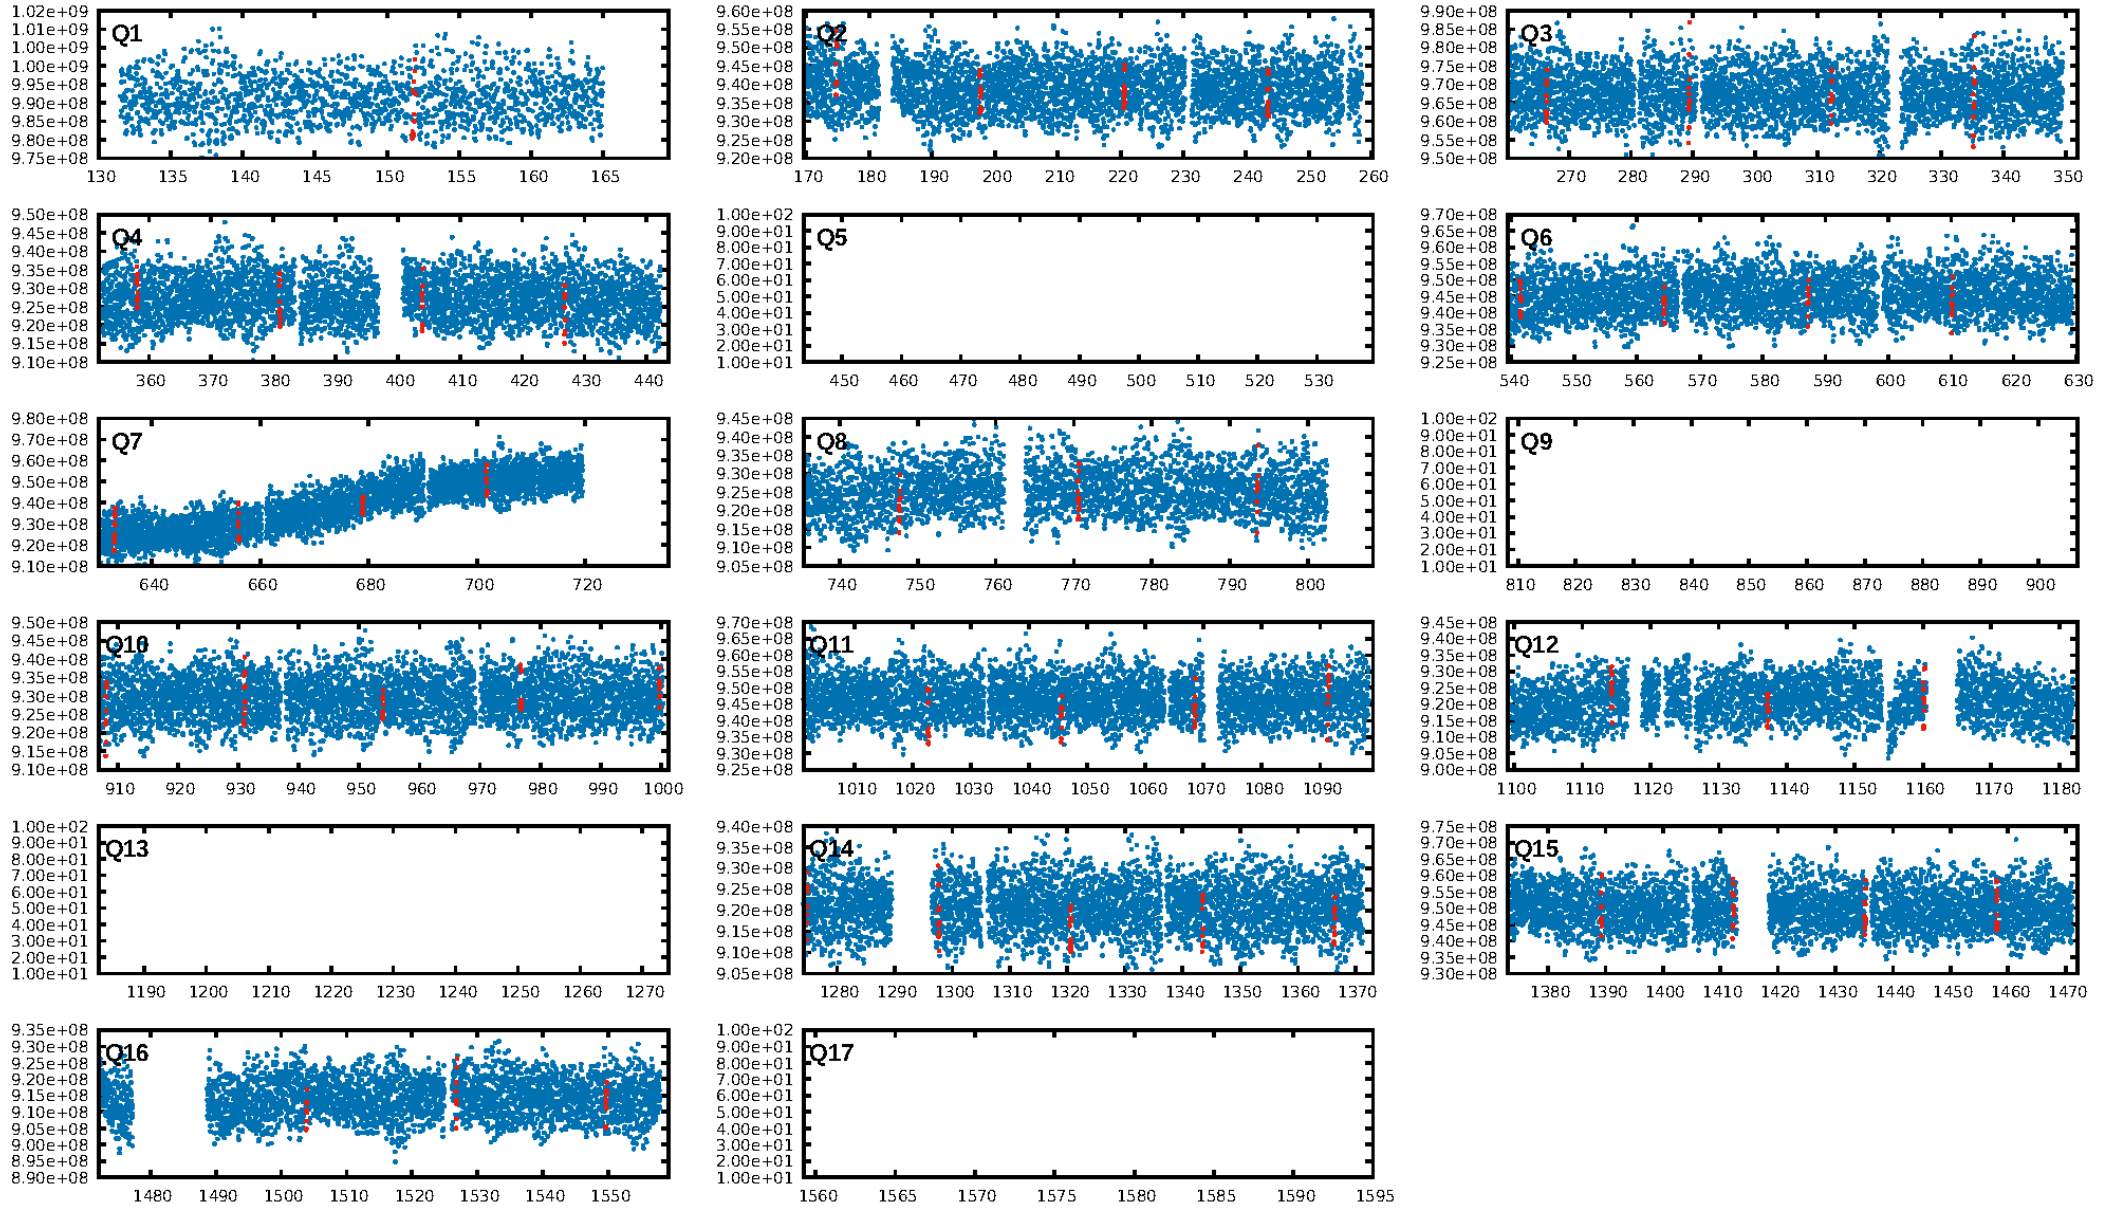 1.02e+09 1.01e+09 1.00e+09 9.95e+08 9.90e+08 9.85e+08 9.80e+08 9.75e+08
Q1
130 135 140 145 150 155 160 165
9.60e+08 9.55e+08 9.50e+08 9.45e+08 9.40e+08 9.35e+08 9.30e+08 9.25e+08 9.20e+08
Q2
170 180 190 200 210 220 230 240 250 260
9.90e+08 9.85e+08 9.80e+08 9.75e+08 9.70e+08 9.65e+08 9.60e+08 9.55e+08 9.50e+08
Q3
270 280 290 300 310 320 330 340 350
9.50e+08 9.45e+08 9.40e+08 9.35e+08 9.30e+08 9.25e+08 9.20e+08 9.15e+08 9.10e+08
Q4
360 370 380 390 400 410 420 430 440
1.00e+02 9.00e+01 8.00e+01 7.00e+01 6.00e+01 5.00e+01 4.00e+01 3.00e+01 2.00e+01 1.00e+01
Q5
450 460 470 480 490 500 510 520 530
9.70e+08 9.65e+08 9.60e+08 9.55e+08 9.50e+08 9.45e+08 9.40e+08 9.35e+08 9.30e+08 9.25e+08
Q6
540 550 560 570 580 590 600 610 620 630
9.80e+08 9.70e+08 9.60e+08 9.50e+08 9.40e+08 9.30e+08 9.20e+08 9.10e+08
Q7
640 660 680 700 720
9.45e+08 9.40e+08 9.35e+08 9.30e+08 9.25e+08 9.20e+08 9.15e+08 9.10e+08 9.05e+08
Q8
740 750 760 770 780 790 800
1.00e+02 9.00e+01 8.00e+01 7.00e+01 6.00e+01 5.00e+01 4.00e+01 3.00e+01 2.00e+01 1.00e+01
Q9
810 820 830 840 850 860 870 880 890 900
9.50e+08 9.45e+08 9.40e+08 9.35e+08 9.30e+08 9.25e+08 9.20e+08 9.15e+08 9.10e+08
Q10
910 920 930 940 950 960 970 980 990 1000
9.70e+08 9.65e+08 9.60e+08 9.55e+08 9.50e+08 9.45e+08 9.40e+08 9.35e+08 9.30e+08 9.25e+08
Q11
1010 1020 1030 1040 1050 1060 1070 1080 1090
9.45e+08 9.40e+08 9.35e+08 9.30e+08 9.25e+08 9.20e+08 9.15e+08 9.10e+08 9.05e+08 9.00e+08
Q12
1100 1110 1120 1130 1140 1150 1160 1170 1180
1.00e+02 9.00e+01 8.00e+01 7.00e+01 6.00e+01 5.00e+01 4.00e+01 3.00e+01 2.00e+01 1.00e+01
Q13
1190 1200 1210 1220 1230 1240 1250 1260 1270
9.40e+08 9.35e+08 9.30e+08 9.25e+08 9.20e+08 9.15e+08 9.10e+08 9.05e+08
Q14
1280 1290 1300 1310 1320 1330 1340 1350 1360 1370
9.75e+08 9.70e+08 9.65e+08 9.60e+08 9.55e+08 9.50e+08 9.45e+08 9.40e+08 9.35e+08 9.30e+08
Q15
1380 1390 1400 1410 1420 1430 1440 1450 1460 1470
9.35e+08 9.30e+08 9.25e+08 9.20e+08 9.15e+08 9.10e+08 9.05e+08 9.00e+08 8.95e+08 8.90e+08
Q16
1480 1490 1500 1510 1520 1530 1540 1550
1.00e+02 9.00e+01 8.00e+01 7.00e+01 6.00e+01 5.00e+01 4.00e+01 3.00e+01 2.00e+01 1.00e+01
Q17
1560 1565 1570 1575 1580 1585 1590 1595